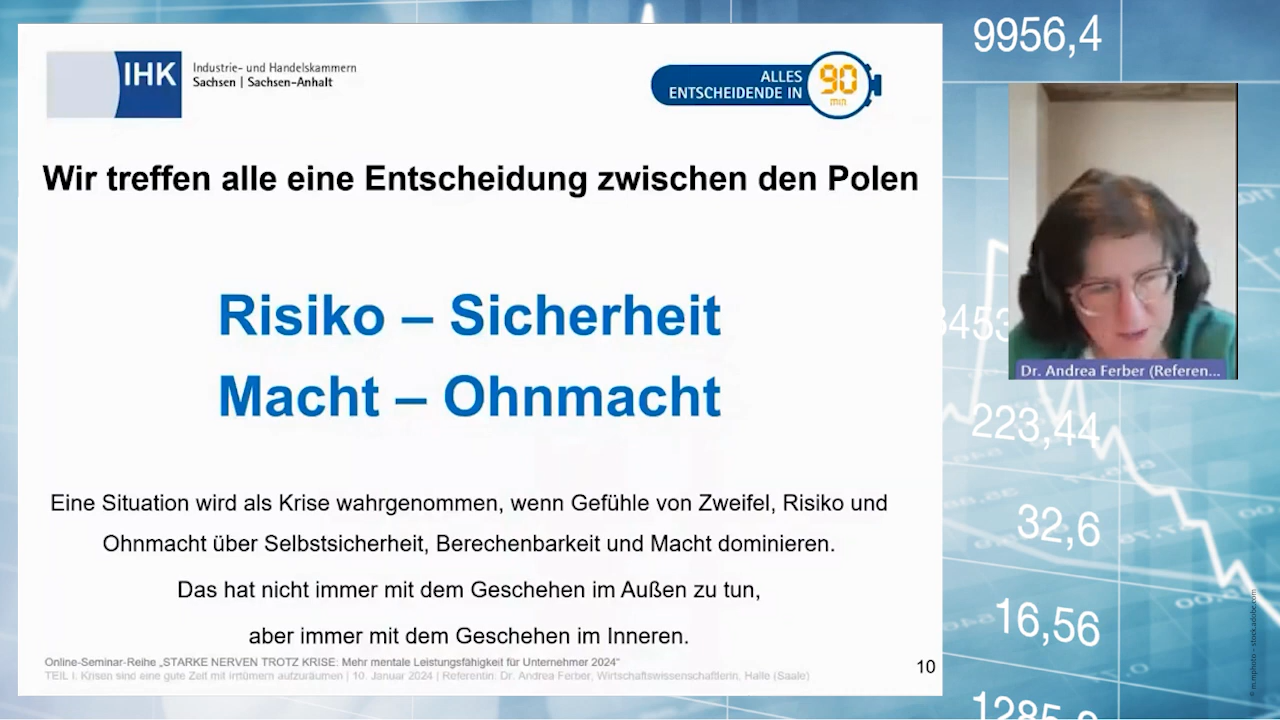 IHK
Industrie- und Handelskammern
Sachsen | Sachsen-Anhalt
ALLES
ENTSCHEIDENDE IN
90
min
Wir treffen alle eine Entscheidung zwischen den Polen
Risiko – Sicherheit
Macht – Ohnmacht
Eine Situation wird als Krise wahrgenommen, wenn Gefühle von Zweifel, Risiko und
Ohnmacht über Selbstsicherheit, Berechenbarkeit und Macht dominieren.
Das hat nicht immer mit dem Geschehen im Außen zu tun,
aber immer mit dem Geschehen im Inneren.
Online-Seminar-Reihe „STARKE NERVEN TROTZ KRISE: Mehr mentale Leistungsfähigkeit für Unternehmer 2024“
TEIL I: Krisen sind eine gute Zeit mit Irrtümern aufzuräumen | 10. Januar 2024 | Referentin: Dr. Andrea Ferber, Wirtschaftswissenschaftlerin, Halle (Saale)
10
9956,4
Dr. Andrea Ferber (Referen...
223,44
32,6
16,56
© m.mphoto - stock.adobe.com